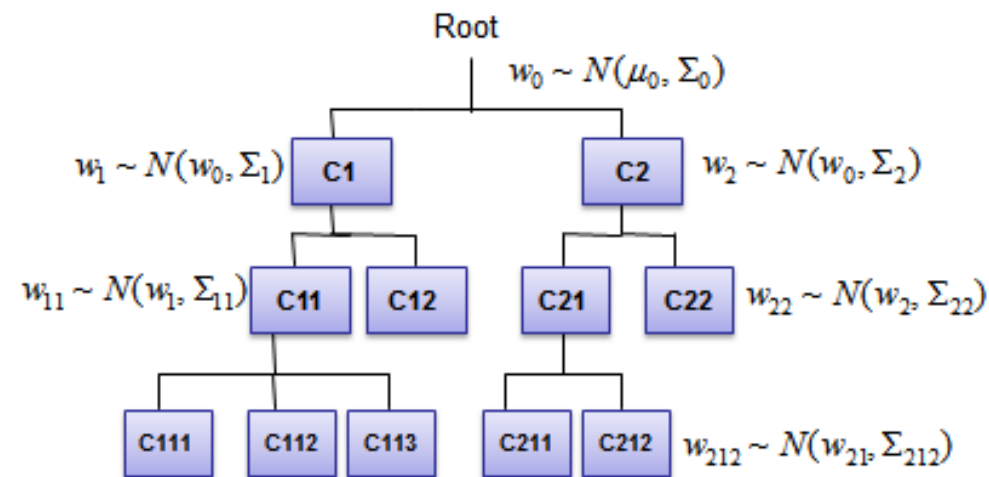 Root
w₀ ~ N(μ₀, Σ₀)
w₁ ~ N(w₀, Σ₁) C1 C2 w₂ ~ N(w₀, Σ₂)
w₁₁ ~ N(w₁, Σ₁₁) C11 C12 C21 C22 w₂₂ ~ N(w₂, Σ₂₂)
C111 C112 C113 C211 C212 w₂₁₂ ~ N(w₂₁, Σ₂₁₂)